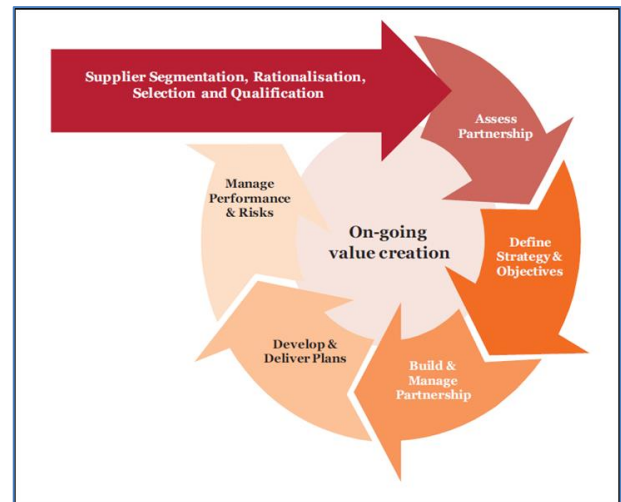 Supplier Segmentation, Rationalisation,
Selection and Qualification
Assess
Partnership
Define
Strategy &
Objectives
Build &
Manage
Partnership
Develop &
Deliver Plans
Manage
Performance
& Risks
On-going
value creation